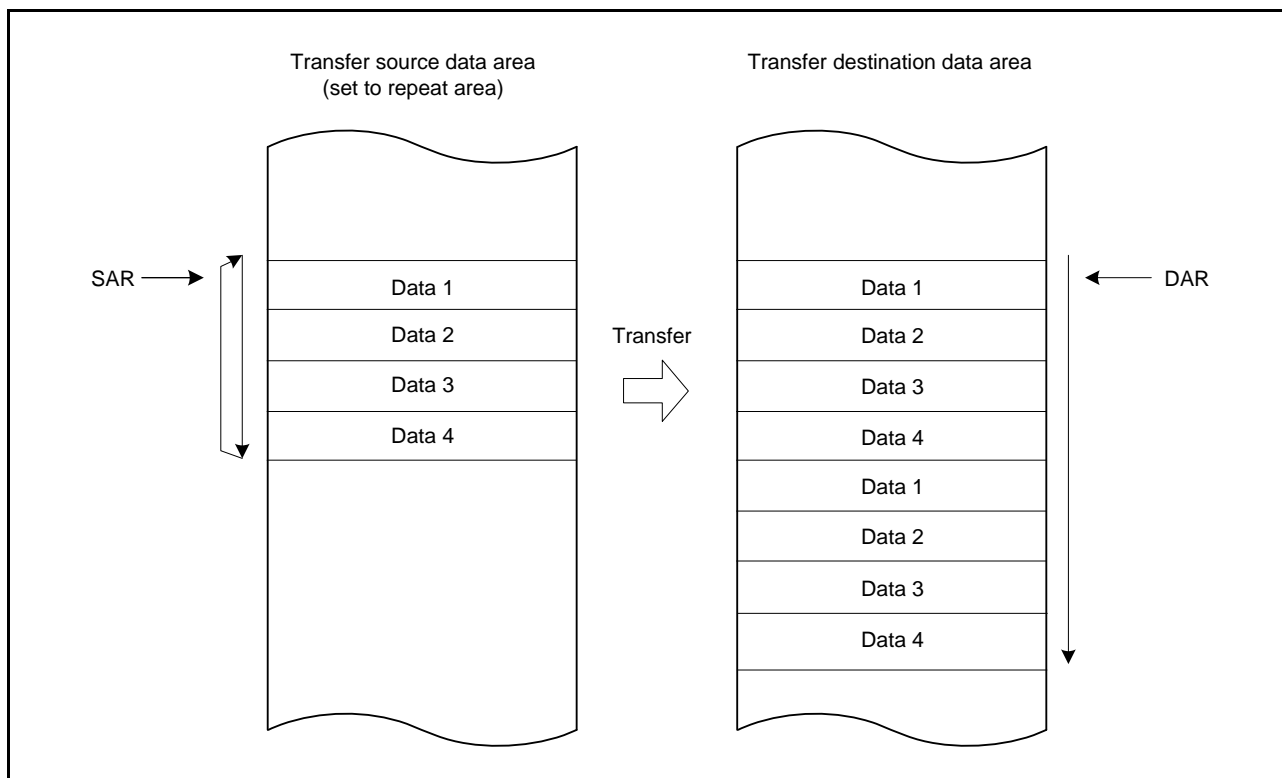 Transfer source data area
(set to repeat area)
Transfer destination data area
SAR
Data 1
Data 2
Data 3
Data 4
Transfer
Data 1
Data 2
Data 3
Data 4
Data 1
Data 2
Data 3
Data 4
DAR